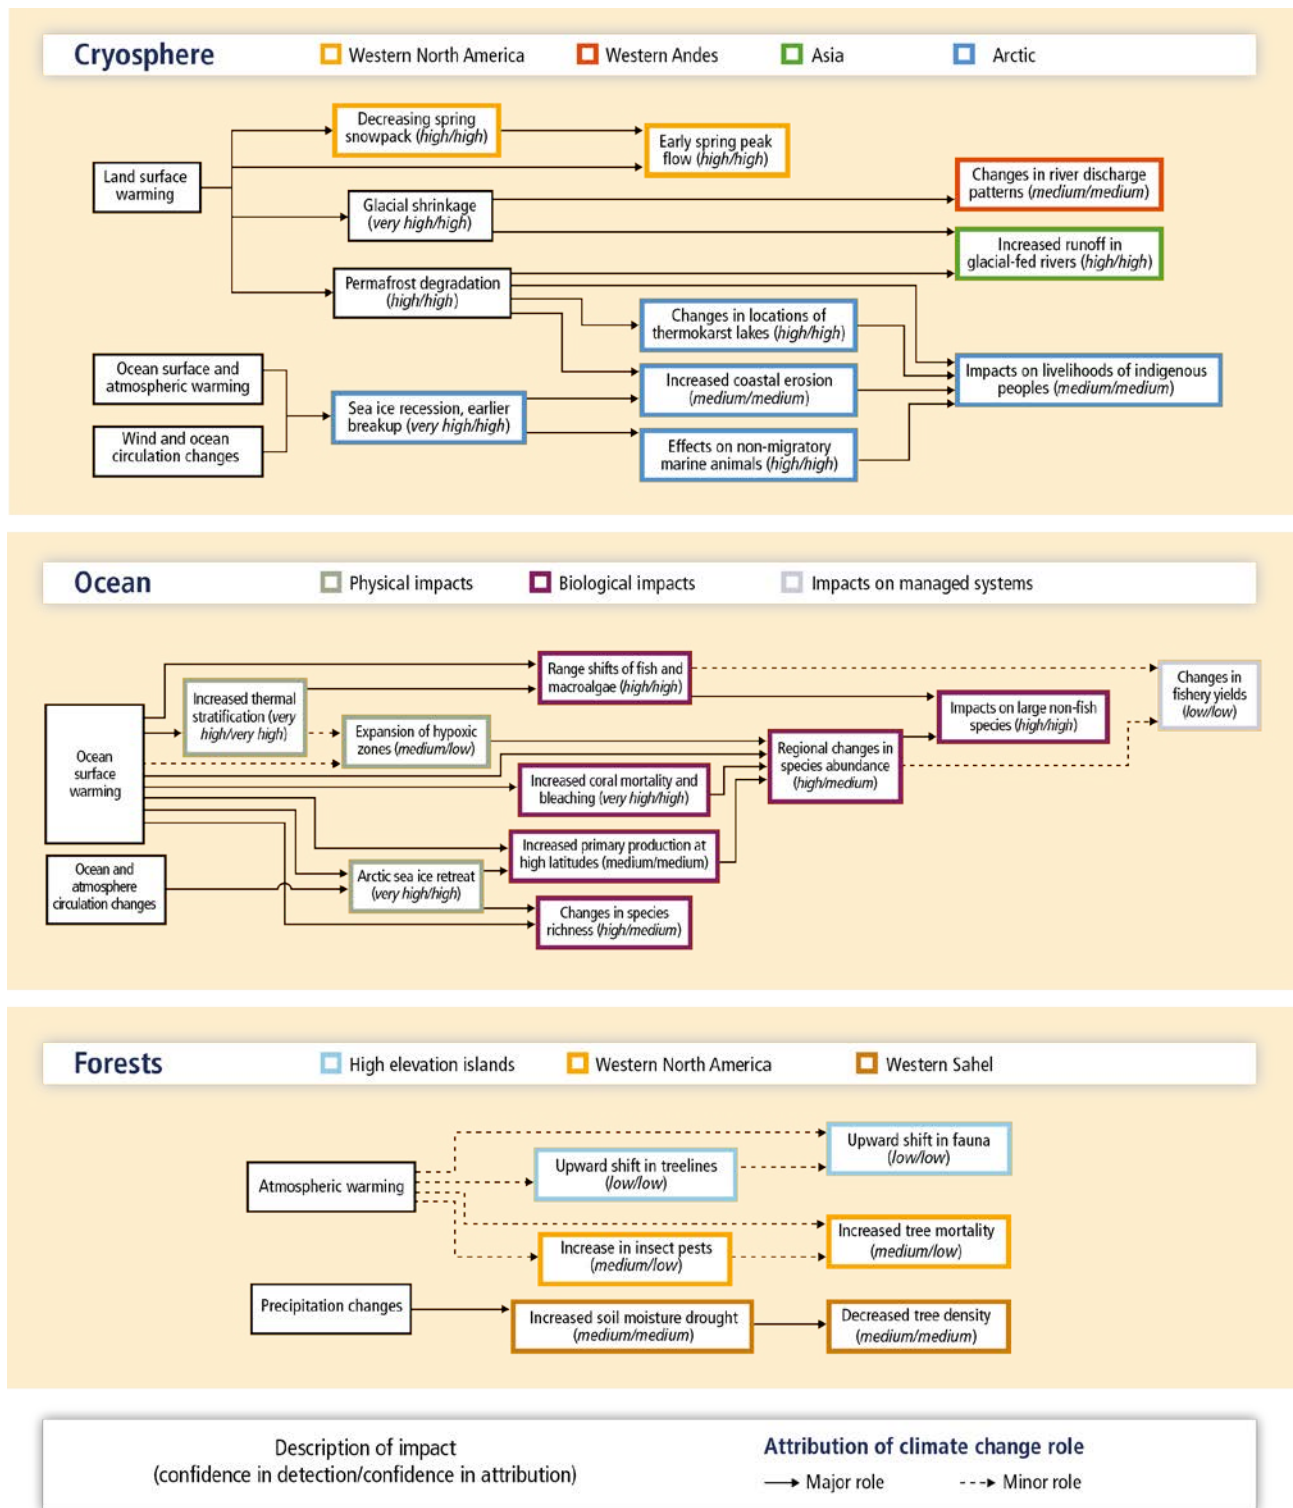 Cryosphere
Western North America
Western Andes
Asia
Arctic
Decreasing spring
snowpack (high/high)
Early spring peak
flow (high/high)
Land surface
warming
Changes in river discharge
patterns (medium/medium)
Glacial shrinkage
(very high/high)
Increased runoff in
glacial-fed rivers (high/high)
Permafrost degradation
(high/high)
Changes in locations of
thermokarst lakes (high/high)
Ocean surface and
atmospheric warming
Impacts on livelihoods of indigenous
peoples (medium/medium)
Increased coastal erosion
(medium/medium)
Sea ice recession, earlier
breakup (very high/high)
Wind and ocean
circulation changes
Effects on non-migratory
marine animals (high/high)
Ocean
Physical impacts
Biological impacts
Impacts on managed systems
Range shifts of fish and
macroalgae (high/high)
Changes in
fishery yields
(low/low)
Increased thermal
stratification (very
high/very high)
Impacts on large non-fish
species (high/high)
Expansion of hypoxic
zones (medium/low)
Regional changes in
species abundance
(high/medium)
Ocean
surface
warming
Increased coral mortality and
bleaching (very high/high)
Increased primary production at
high latitudes (medium/medium)
Ocean and
atmosphere
circulation changes
Arctic sea ice retreat
(very high/high)
Changes in species
richness (high/medium)
Forests
High elevation islands
Western North America
Western Sahel
Upward shift in fauna
(low/low)
Upward shift in treelines
(low/low)
Atmospheric warming
Increased tree mortality
(medium/low)
Increase in insect pests
(medium/low)
Precipitation changes
Increased soil moisture drought
(medium/medium)
Decreased tree density
(medium/medium)
Description of impact
(confidence in detection/confidence in attribution)
Attribution of climate change role
Major role
Minor role